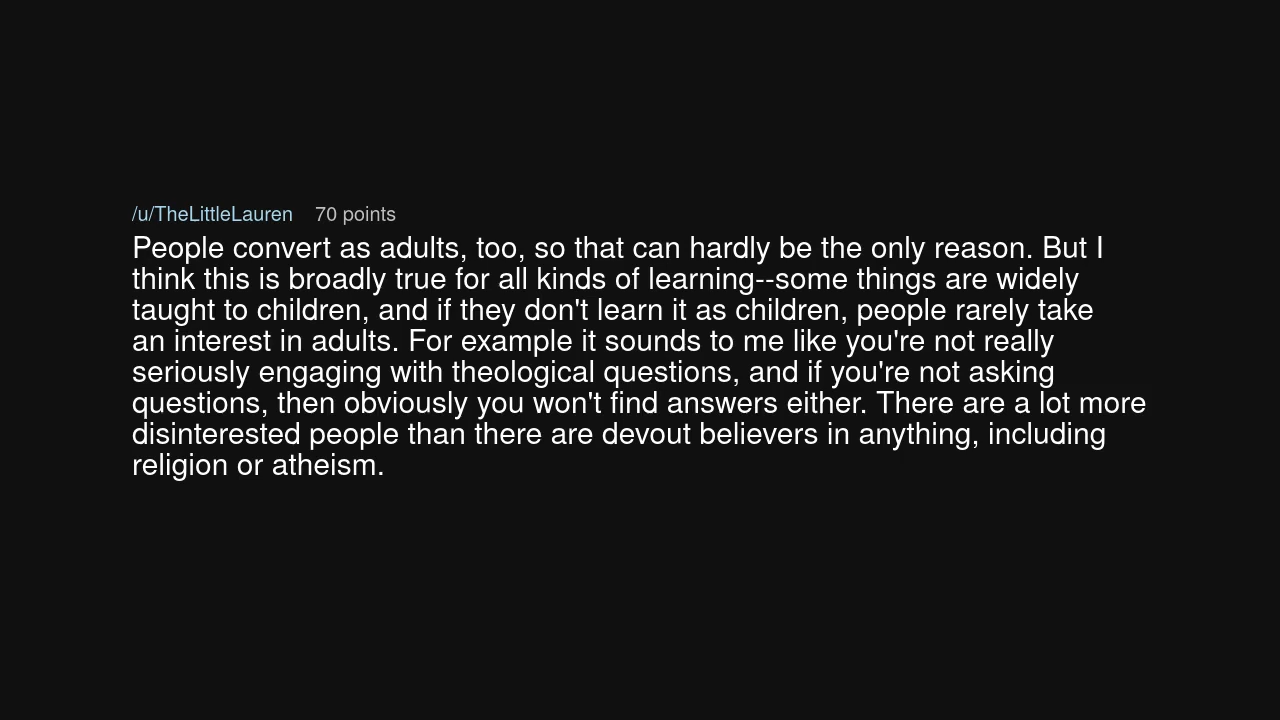 /u/TheLittleLauren 70 points
People convert as adults, too, so that can hardly be the only reason. But I
think this is broadly true for all kinds of learning--some things are widely
taught to children, and if they don't learn it as children, people rarely take
an interest in adults. For example it sounds to me like you're not really
seriously engaging with theological questions, and if you're not asking
questions, then obviously you won't find answers either. There are a lot more
disinterested people than there are devout believers in anything, including
religion or atheism.